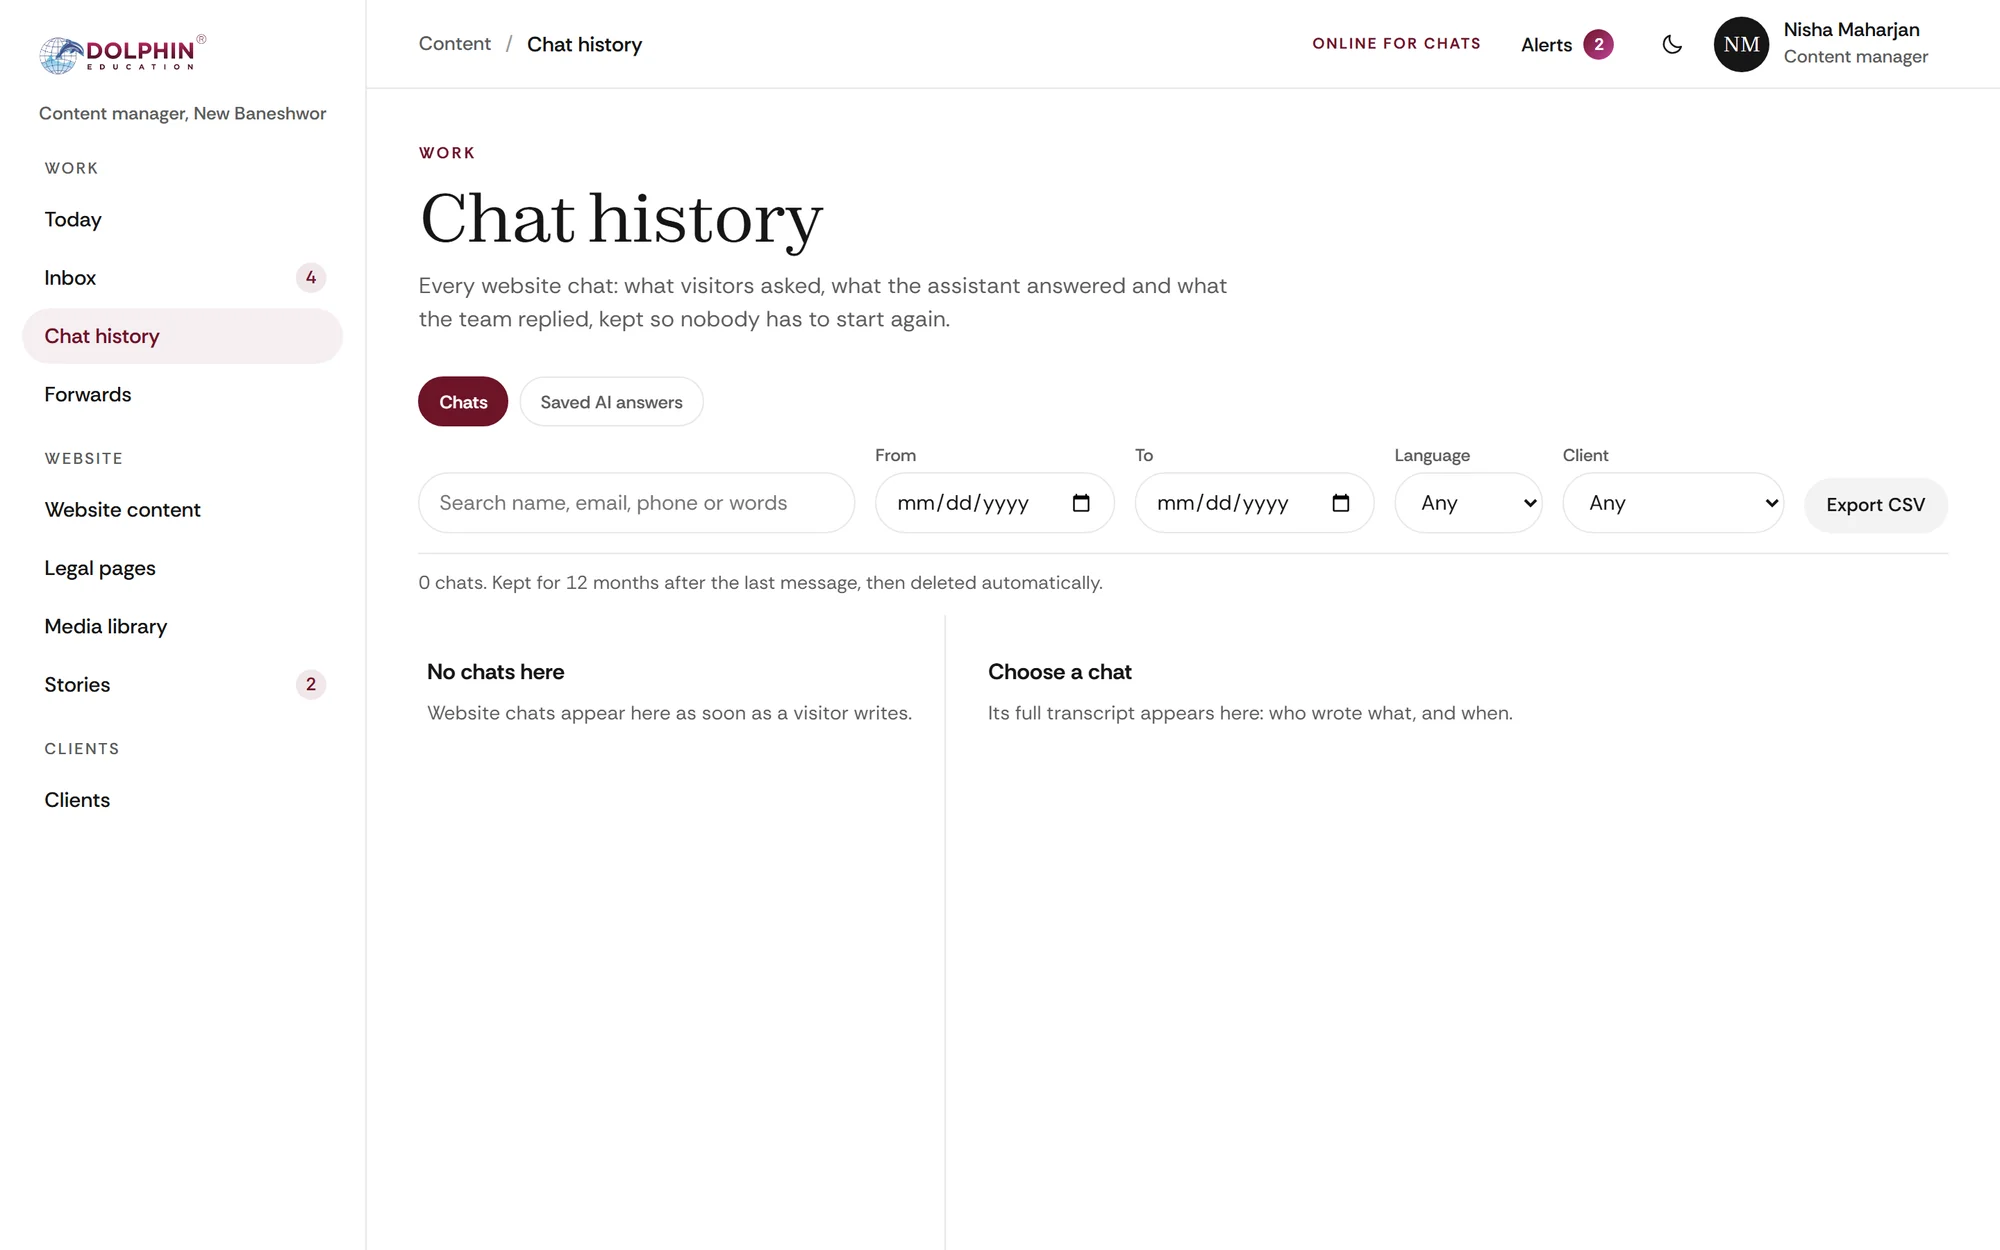 DOLPHIN®
EDUCATION
Content manager, New Baneshwor
WORK
Today
Inbox 4
Chat history
Forwards
WEBSITE
Website content
Legal pages
Media library
Stories 2
CLIENTS
Clients
Content / Chat history
ONLINE FOR CHATS
Alerts 2
NM
Nisha Maharjan
Content manager
WORK
Chat history
Every website chat: what visitors asked, what the assistant answered and what
the team replied, kept so nobody has to start again.
Chats
Saved AI answers
Search name, email, phone or words
From
mm/dd/yyyy
To
mm/dd/yyyy
Language
Any
Client
Any
Export CSV
0 chats. Kept for 12 months after the last message, then deleted automatically.
No chats here
Website chats appear here as soon as a visitor writes.
Choose a chat
Its full transcript appears here: who wrote what, and when.